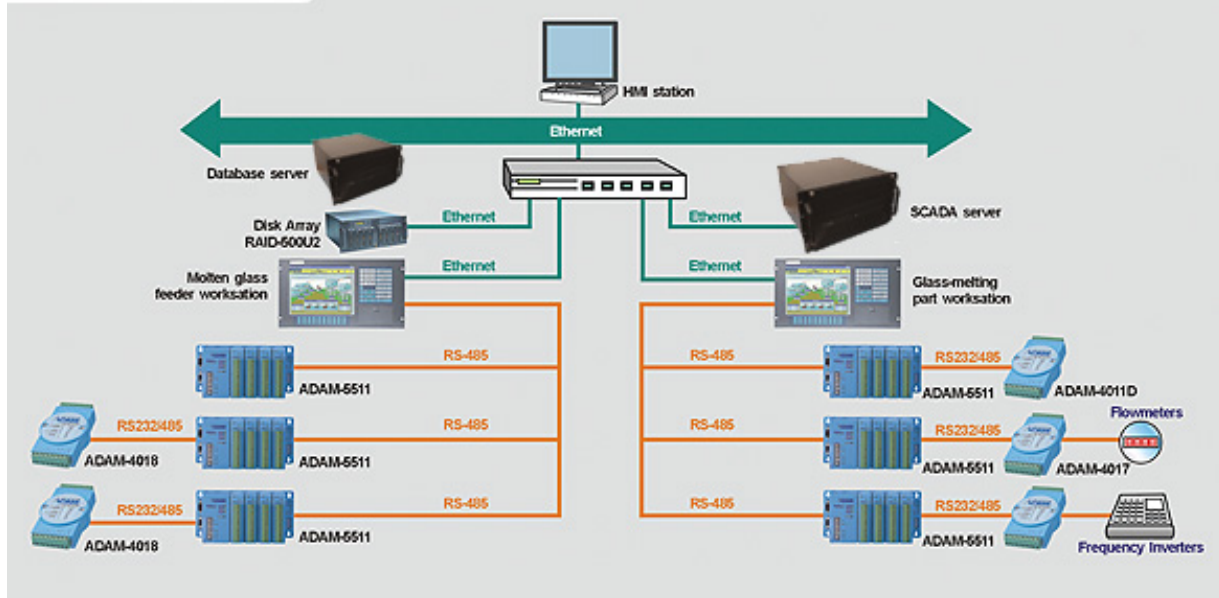 HMI station
Ethernet
Database server
SCADA server
Disk Array
RAID-500U2
Ethernet
Ethernet
Molten glass
feeder worksation
Ethernet
Ethernet
Glass-melting
part worksation
RS-485
ADAM-5511
RS-485
RS232/485
ADAM-5511
ADAM-4011D
Flowmeters
RS232/485
RS-485
ADAM-4018
ADAM-5511
RS-485
RS232/485
ADAM-5511
ADAM-4017
RS232/485
RS-485
ADAM-4018
ADAM-5511
RS-485
RS232/485
ADAM-5511
Frequency Inverters